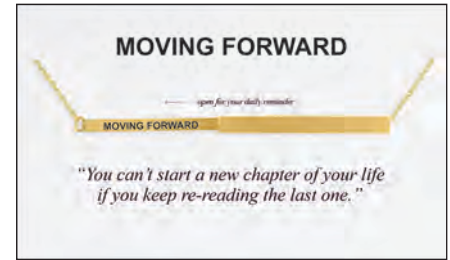 MOVING FORWARD
open for your daily reminder
MOVING FORWARD
“You can’t start a new chapter of your life
if you keep re-reading the last one.”